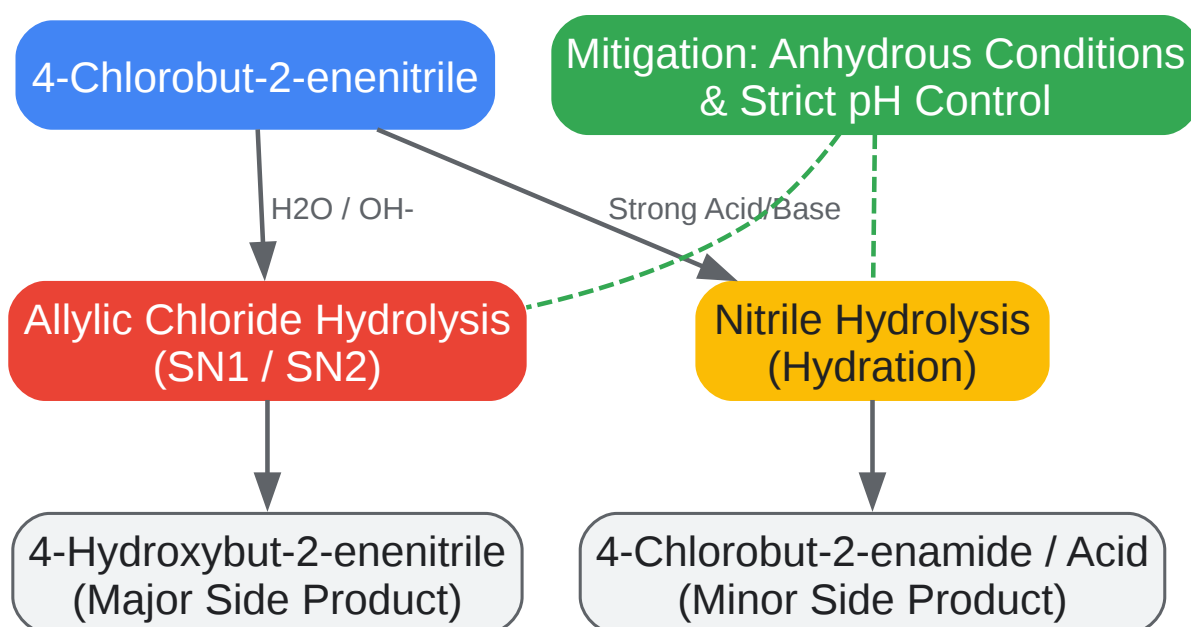 4-Chlorobut-2-enenitrile
Mitigation: Anhydrous Conditions
& Strict pH Control
H2O / OH-
Strong Acid/Base
Allylic Chloride Hydrolysis
(SN1 / SN2)
Nitrile Hydrolysis
(Hydration)
4-Hydroxybut-2-enenitrile
(Major Side Product)
4-Chlorobut-2-enamide / Acid
(Minor Side Product)